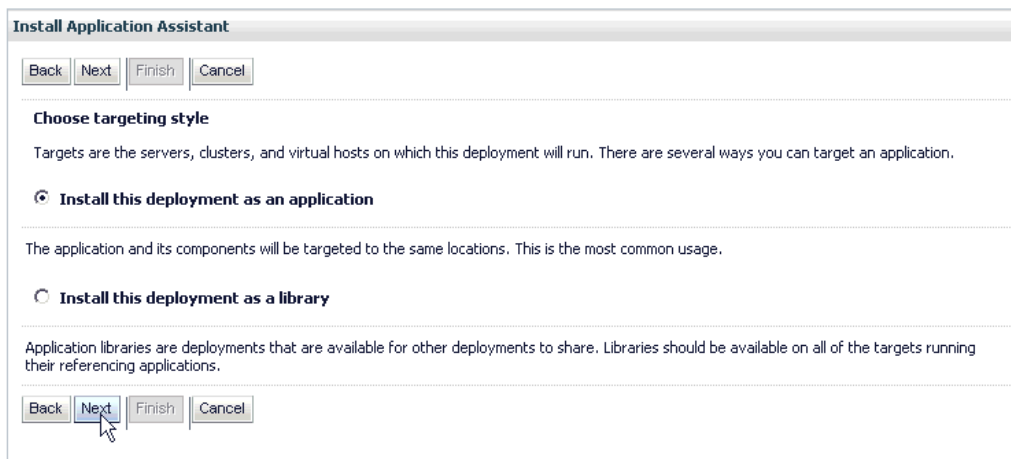 Install Application Assistant
Back Next Finish Cancel
Choose targeting style
Targets are the servers, clusters, and virtual hosts on which this deployment will run. There are several ways you can target an application.
Install this deployment as an application
The application and its components will be targeted to the same locations. This is the most common usage.
Install this deployment as a library
Application libraries are deployments that are available for other deployments to share. Libraries should be available on all of the targets running
their referencing applications.
Back Next Finish Cancel